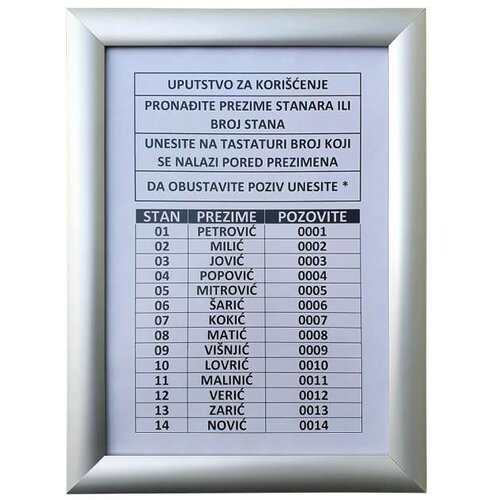 UPUTSTVO ZA KORIŠĆENJE
PRONAĐITE PREZIME STANARA ILI
BROJ STANA
UNESITE NA TASTATURI BROJ KOJI
SE NALAZI PORED PREZIMENA
DA OBUSTAVITE POZIV UNESITE *
STAN PREZIME POZOVITE
01 PETROVIĆ 0001
02 MILIĆ 0002
03 JOVIĆ 0003
04 POPOVIĆ 0004
05 MITROVIĆ 0005
06 ŠARIĆ 0006
07 KOKIĆ 0007
08 MATIĆ 0008
09 VIŠNJIĆ 0009
10 LOVRIĆ 0010
11 MALINIĆ 0011
12 VERIĆ 0012
13 ZARIĆ 0013
14 NOVIĆ 0014